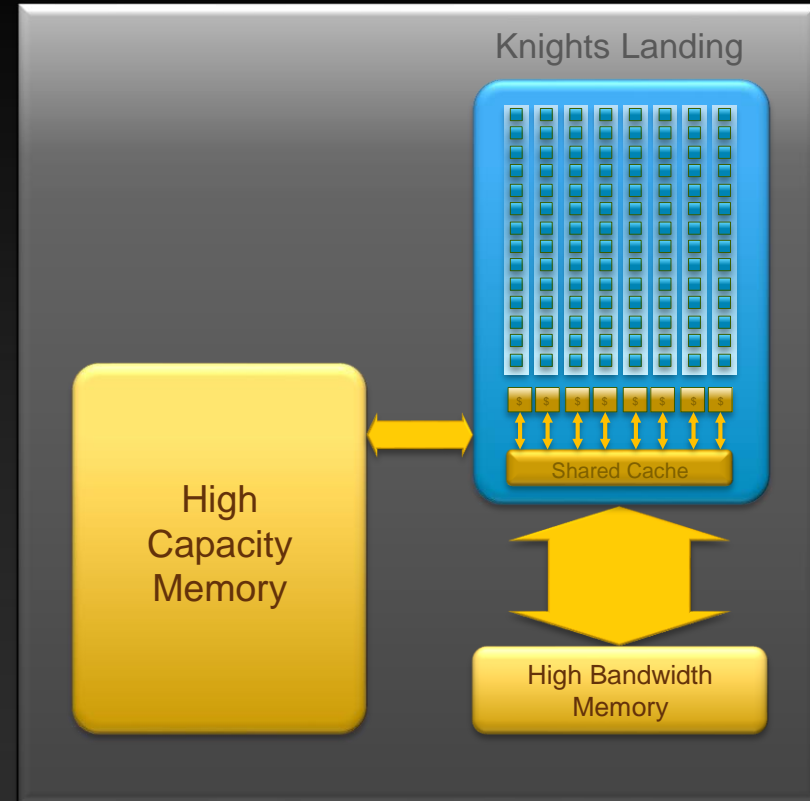 Knights Landing
$ $ $ $ $ $ $ $
Shared Cache
High
Capacity
Memory
High Bandwidth
Memory